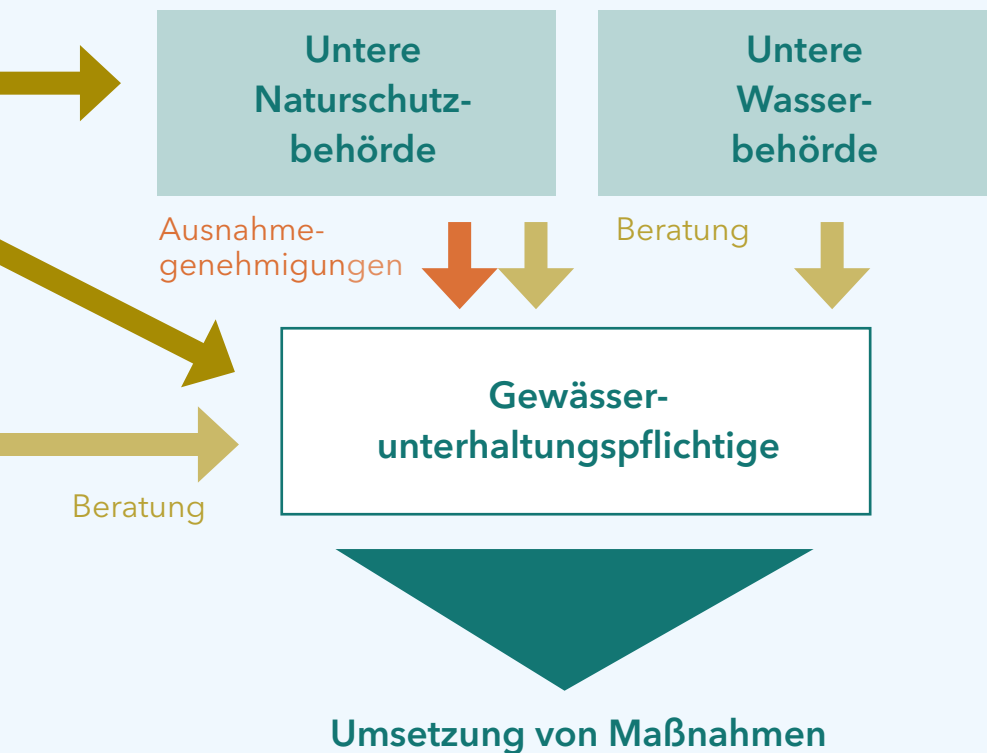 Untere
Naturschutz-
behörde
Untere
Wasser-
behörde
Ausnahme-
genehmigungen
Beratung
Gewässer-
unterhaltungspflichtige
Beratung
Umsetzung von Maßnahmen